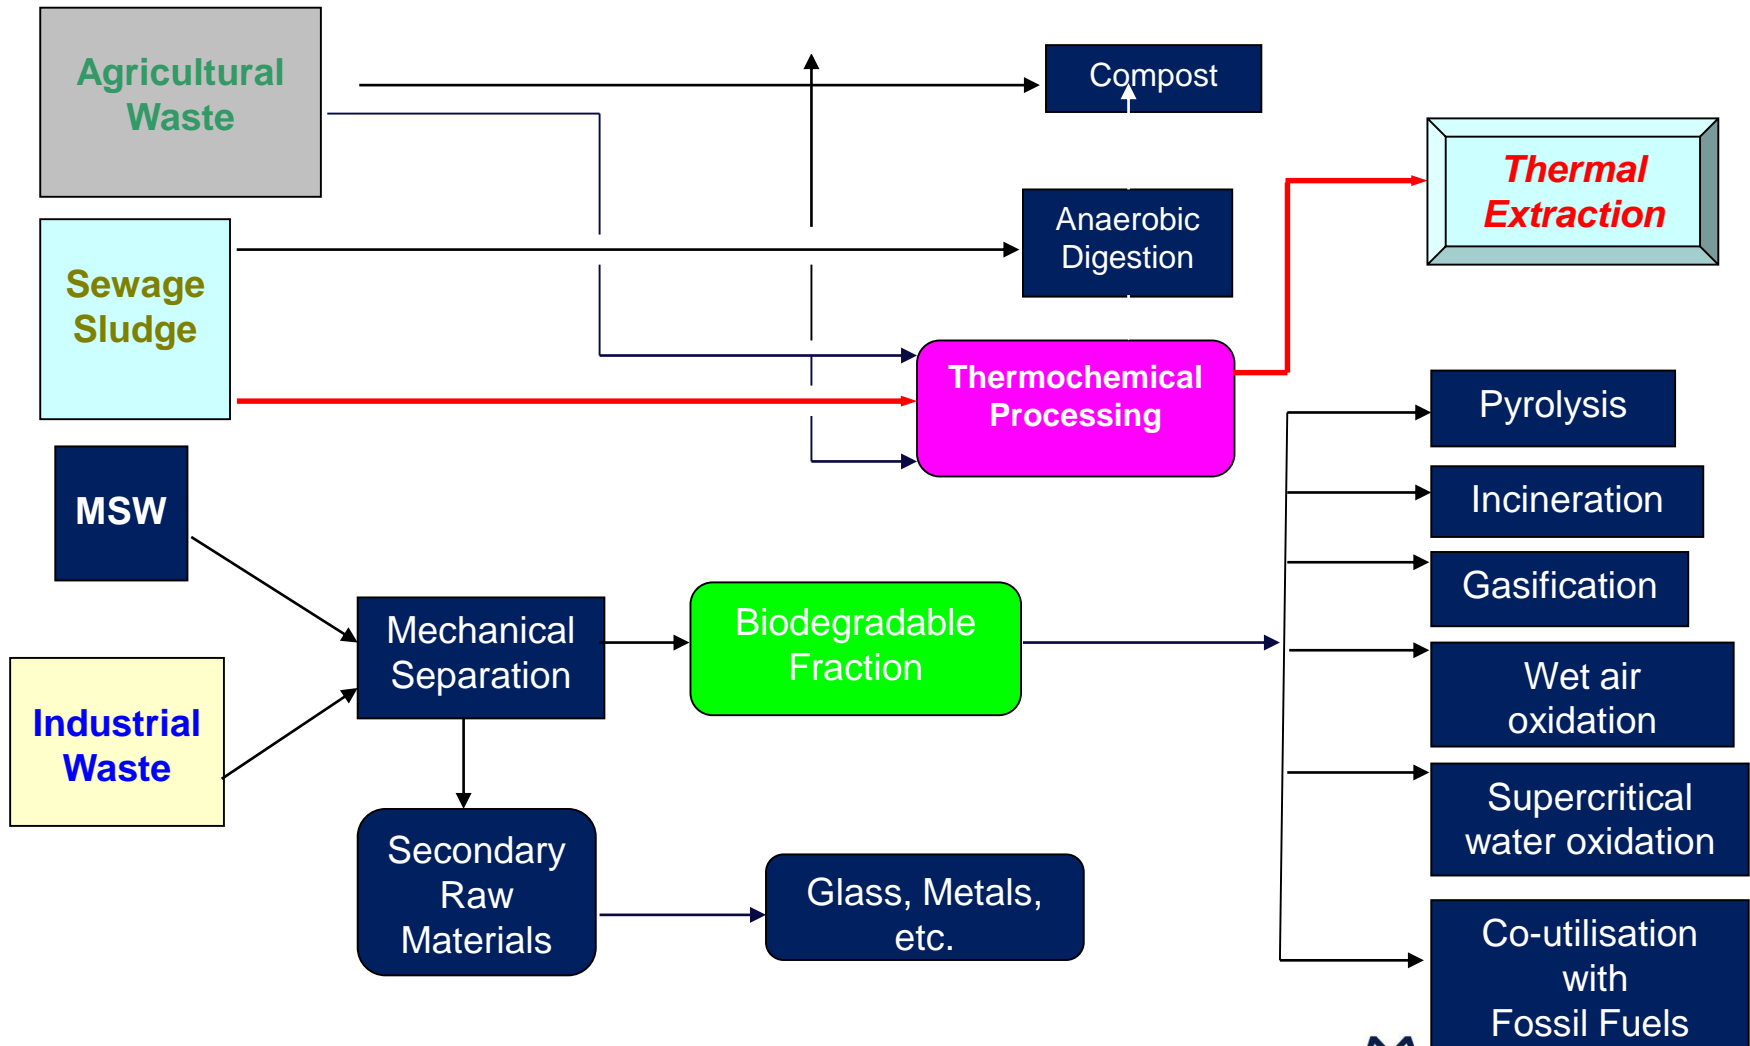 Agricultural
Waste
Compost
Thermal
Extraction
Anaerobic
Digestion
Sewage
Sludge
Thermochemical
Processing
Pyrolysis
MSW
Incineration
Gasification
Mechanical
Separation
Biodegradable
Fraction
Wet air
oxidation
Industrial
Waste
Supercritical
water oxidation
Secondary
Raw
Materials
Glass, Metals,
etc.
Co-utilisation
with
Fossil Fuels